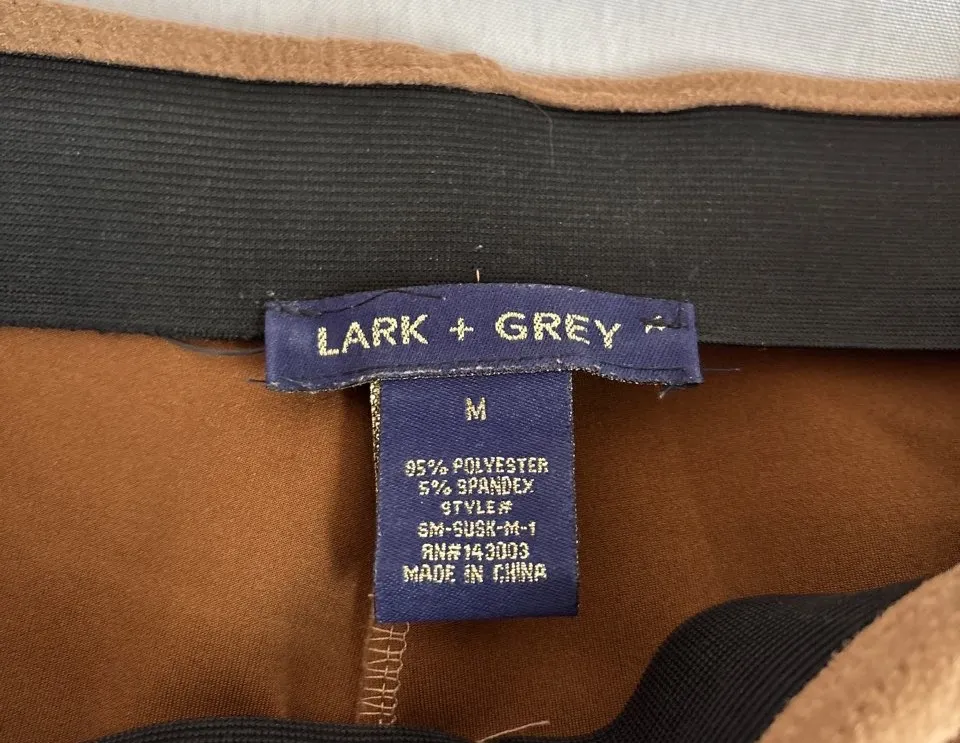 LARK + GREY
M
95% POLYESTER
5% SPANDEX
STYLE#
SM-SUSK-M-1
RN#143003
MADE IN CHINA